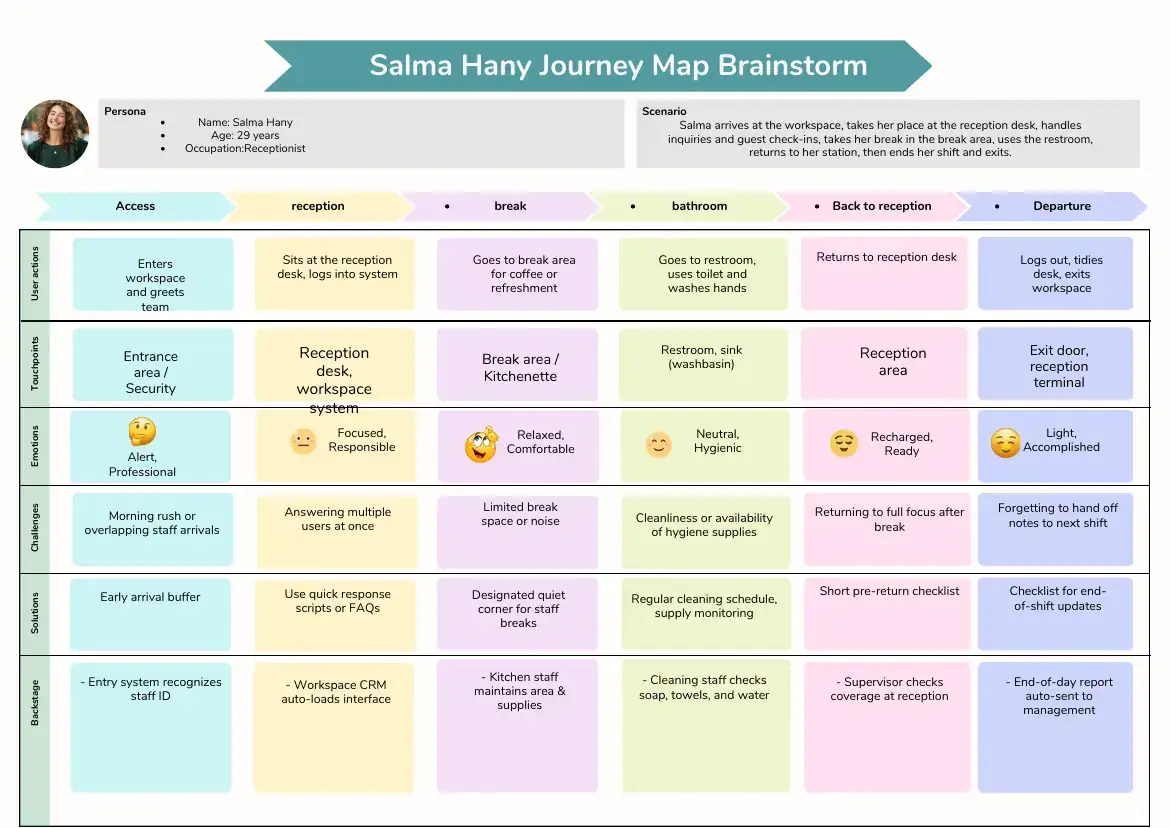 Salma Hany Journey Map Brainstorm
Persona
• Name: Salma Hany
• Age: 29 years
• Occupation:Receptionist
Scenario
Salma arrives at the workspace, takes her place at the reception desk, handles
inquiries and guest check-ins, takes her break in the break area, uses the restroom,
returns to her station, then ends her shift and exits.
Access
reception
• break
• bathroom
• Back to reception
• Departure
User actions
Enters
workspace
and greets
team
Sits at the reception
desk, logs into system
Goes to break area
for coffee or
refreshment
Goes to restroom,
uses toilet and
washes hands
Returns to reception desk
Logs out, tidies
desk, exits
workspace
Touchpoints
Entrance
area /
Security
Reception
desk,
workspace
system
Break area /
Kitchenette
Restroom, sink
(washbasin)
Reception
area
Exit door,
reception
terminal
Emotions
Alert,
Professional
Focused,
Responsible
Relaxed,
Comfortable
Neutral,
Hygienic
Recharged,
Ready
Light,
Accomplished
Challenges
Morning rush or
overlapping staff arrivals
Answering multiple
users at once
Limited break
space or noise
Cleanliness or availability
of hygiene supplies
Returning to full focus after
break
Forgetting to hand off
notes to next shift
Solutions
Early arrival buffer
Use quick response
scripts or FAQs
Designated quiet
corner for staff
breaks
Regular cleaning schedule,
supply monitoring
Short pre-return checklist
Checklist for end-
of-shift updates
Backstage
- Entry system recognizes
staff ID
- Workspace CRM
auto-loads interface
- Kitchen staff
maintains area &
supplies
- Cleaning staff checks
soap, towels, and water
- Supervisor checks
coverage at reception
- End-of-day report
auto-sent to
management